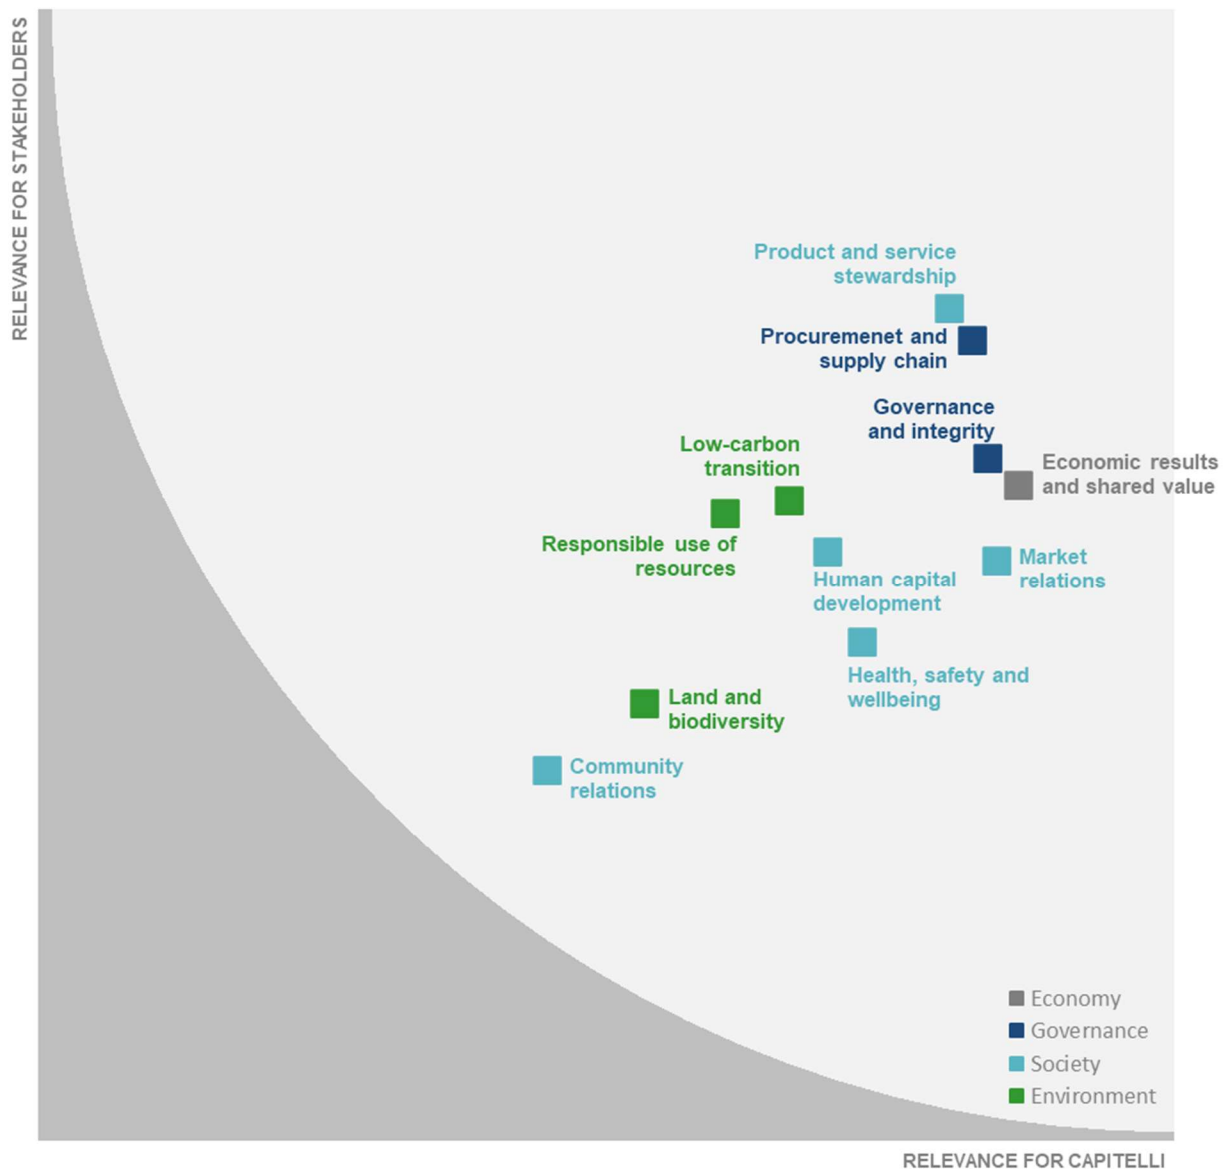 RELEVANCE FOR STAKEHOLDERS
Product and service
stewardship
Procuremenet and
supply chain
Governance
and integrity
Low-carbon
transition
Economic results
and shared value
Responsible use of
resources
Market
relations
Human capital
development
Health, safety and
wellbeing
Land and
biodiversity
Community
relations
Economy
Governance
Society
Environment
RELEVANCE FOR CAPITELLI